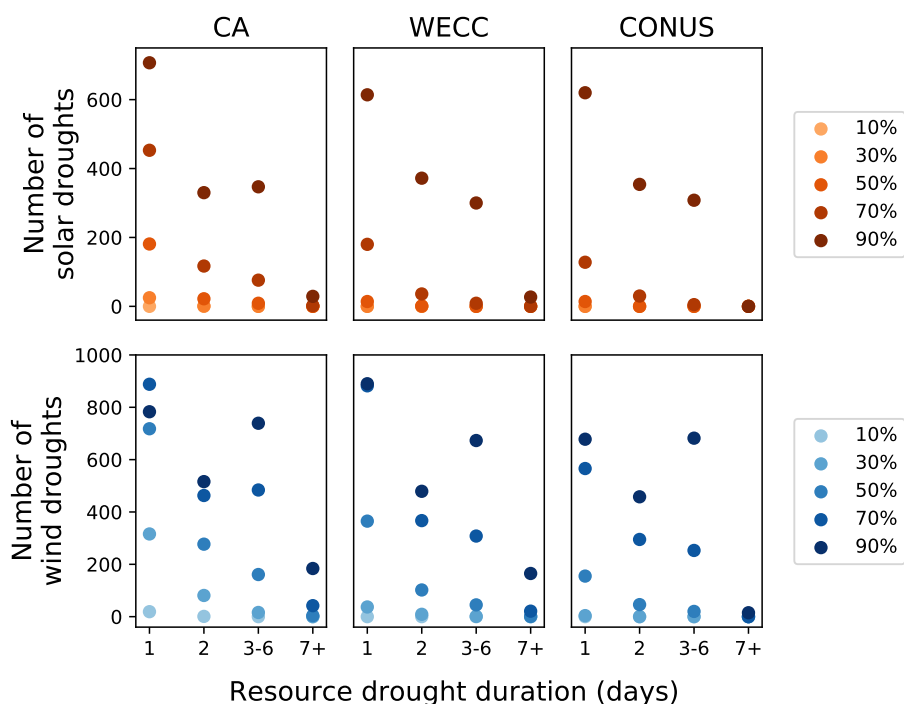 CA WECC CONUS
Number of
solar droughts
600
400
200
0
10%
30%
50%
70%
90%
Number of
wind droughts
1000
800
600
400
200
0
10%
30%
50%
70%
90%
1 2 3-6 7+ 1 2 3-6 7+ 1 2 3-6 7+
Resource drought duration (days)